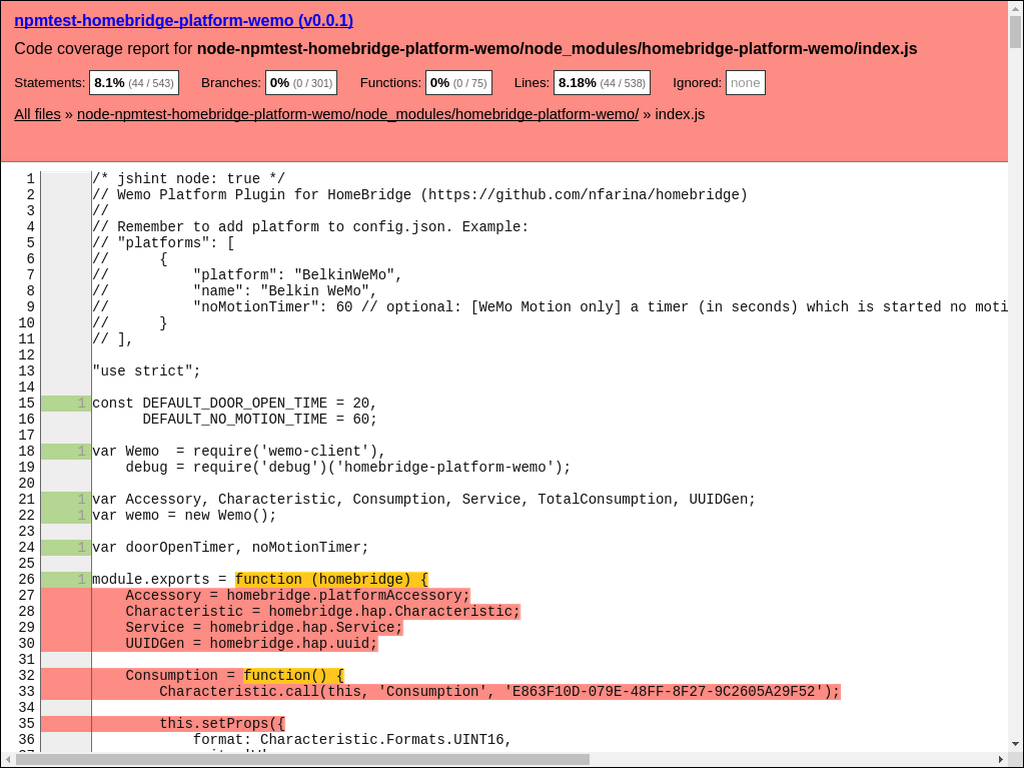 npmtest-homebridge-platform-wemo (v0.0.1)
Code coverage report for node-npmtest-homebridge-platform-wemo/node_modules/homebridge-platform-wemo/index.js
Statements: 8.1% (44 / 543) Branches: 0% (0 / 301) Functions: 0% (0 / 75) Lines: 8.18% (44 / 538) Ignored: none
All files » node-npmtest-homebridge-platform-wemo/node_modules/homebridge-platform-wemo/ » index.js
1 /* jshint node: true */
2 // Wemo Platform Plugin for HomeBridge (https://github.com/nfarina/homebridge)
3 //
4 // Remember to add platform to config.json. Example:
5 // "platforms": [
6 //      {
7 //          "platform": "BelkinWeMo",
8 //          "name": "Belkin WeMo",
9 //          "noMotionTimer": 60 // optional: [WeMo Motion only] a timer (in seconds) which is started no moti
10 //      }
11 // ],
12
13 "use strict";
14
15 1 const DEFAULT_DOOR_OPEN_TIME = 20,
16       DEFAULT_NO_MOTION_TIME = 60;
17
18 1 var Wemo  = require('wemo-client'),
19     debug = require('debug')('homebridge-platform-wemo');
20
21 1 var Accessory, Characteristic, Consumption, Service, TotalConsumption, UUIDGen;
22 1 var wemo = new Wemo();
23
24 1 var doorOpenTimer, noMotionTimer;
25
26 1 module.exports = function (homebridge) {
27     Accessory = homebridge.platformAccessory;
28     Characteristic = homebridge.hap.Characteristic;
29     Service = homebridge.hap.Service;
30     UUIDGen = homebridge.hap.uuid;
31
32     Consumption = function() {
33         Characteristic.call(this, 'Consumption', 'E863F10D-079E-48FF-8F27-9C2605A29F52');
34
35         this.setProps({
36             format: Characteristic.Formats.UINT16,